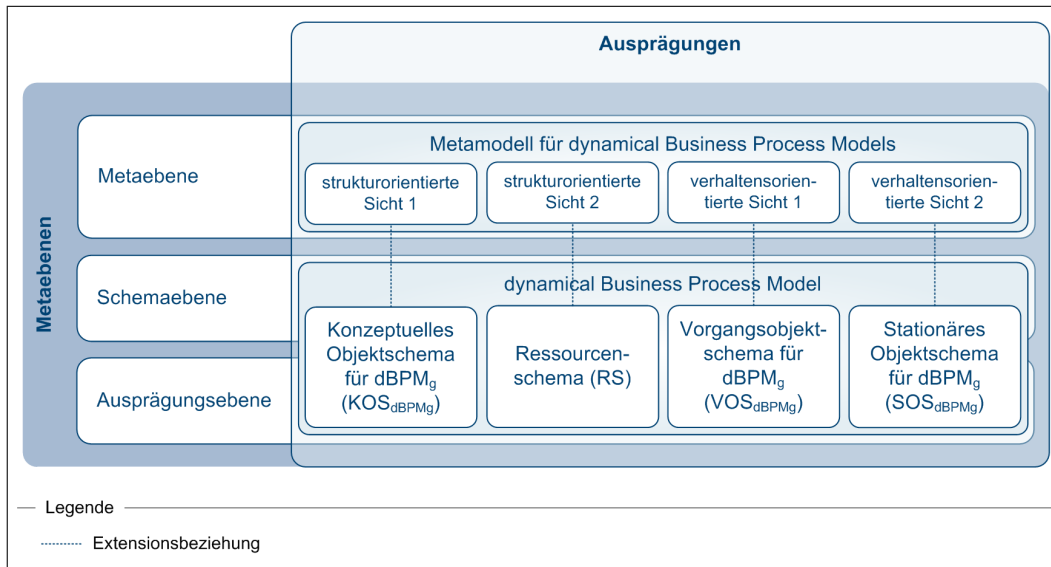 Ausprägungen
Metaebenen
Metaebene
Metamodell für dynamical Business Process Models
strukturorientierte
Sicht 1
strukturorientierte
Sicht 2
verhaltensorien-
tierte Sicht 1
verhaltensorien-
tierte Sicht 2
Schemaebene
Ausprägungsebene
dynamical Business Process Model
Konzeptuelles
Objektschema
für dBPMg
(KOSdBPMg)
Ressourcen-
schema (RS)
Vorgangsobjekt-
schema für
dBPMg
(VOSdBPMg)
Stationäres
Objektschema
für dBPMg
(SOSdBPMg)
Legende
Extensionsbeziehung